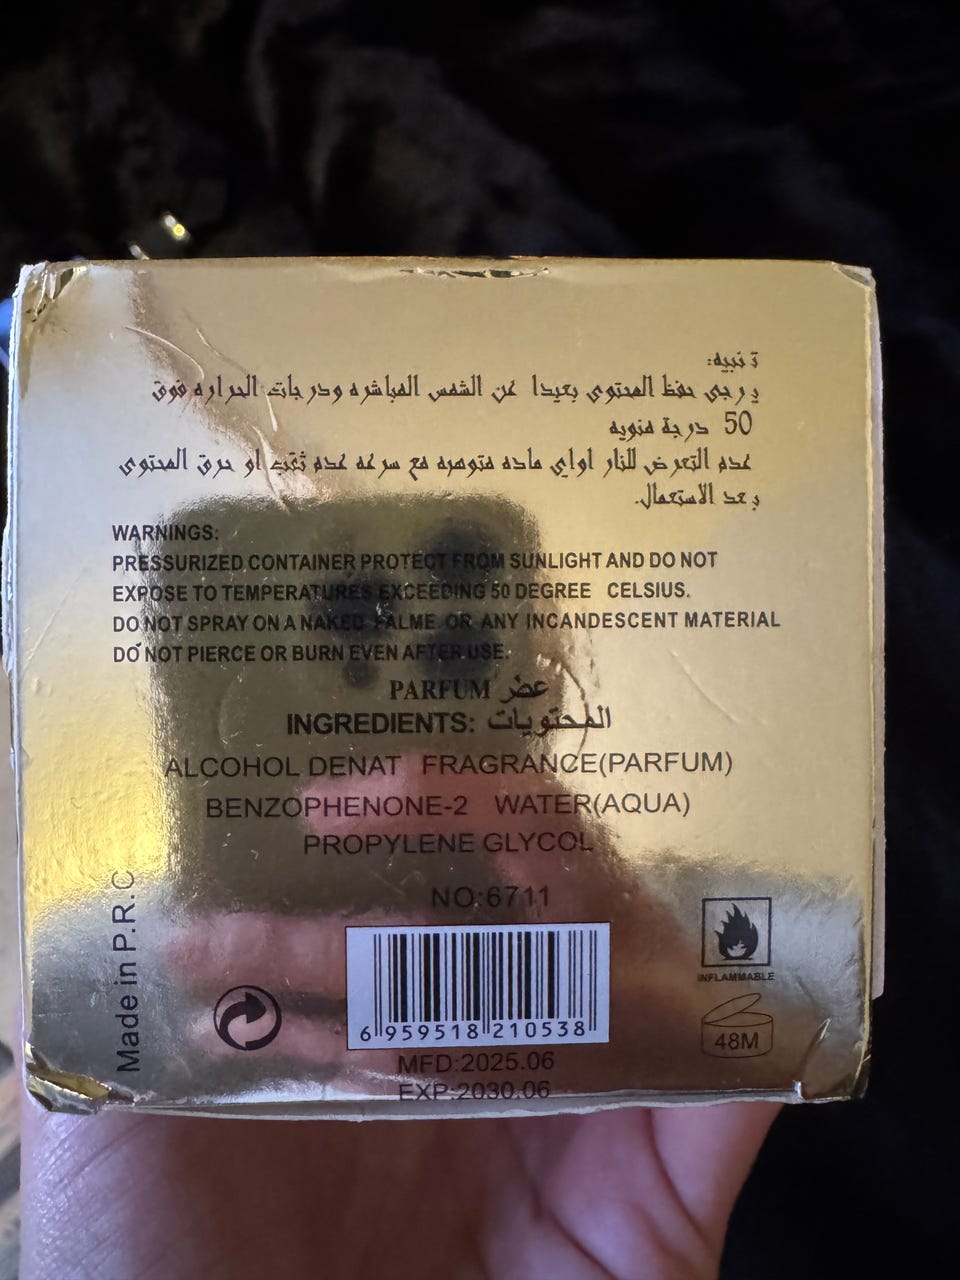 تنبيه:
يرجى حفظ المحتوى بعيدا عن الشمس المباشره ودرجات الحراره فوق
50 درجة مئويه
عدم التعرض للنار اواي ماده متوهره مع سرعه عدم ثقب او حرق المحتوى
بعد الاستعمال.
WARNINGS:
PRESSURIZED CONTAINER PROTECT FROM SUNLIGHT AND DO NOT
EXPOSE TO TEMPERATURES EXCEEDING 50 DEGREE CELSIUS.
DO NOT SPRAY ON A NAKED FALME OR ANY INCANDESCENT MATERIAL
DO NOT PIERCE OR BURN EVEN AFTER USE.
PARFUM عضر
INGREDIENTS: المحتويات
ALCOHOL DENAT FRAGRANCE(PARFUM)
BENZOPHENONE-2 WATER(AQUA)
PROPYLENE GLYCOL
NO:6711
Made in P.R.C
INFLAMMABLE
6 959518 210538
48M
MFD:2025.06
EXP:2030.06